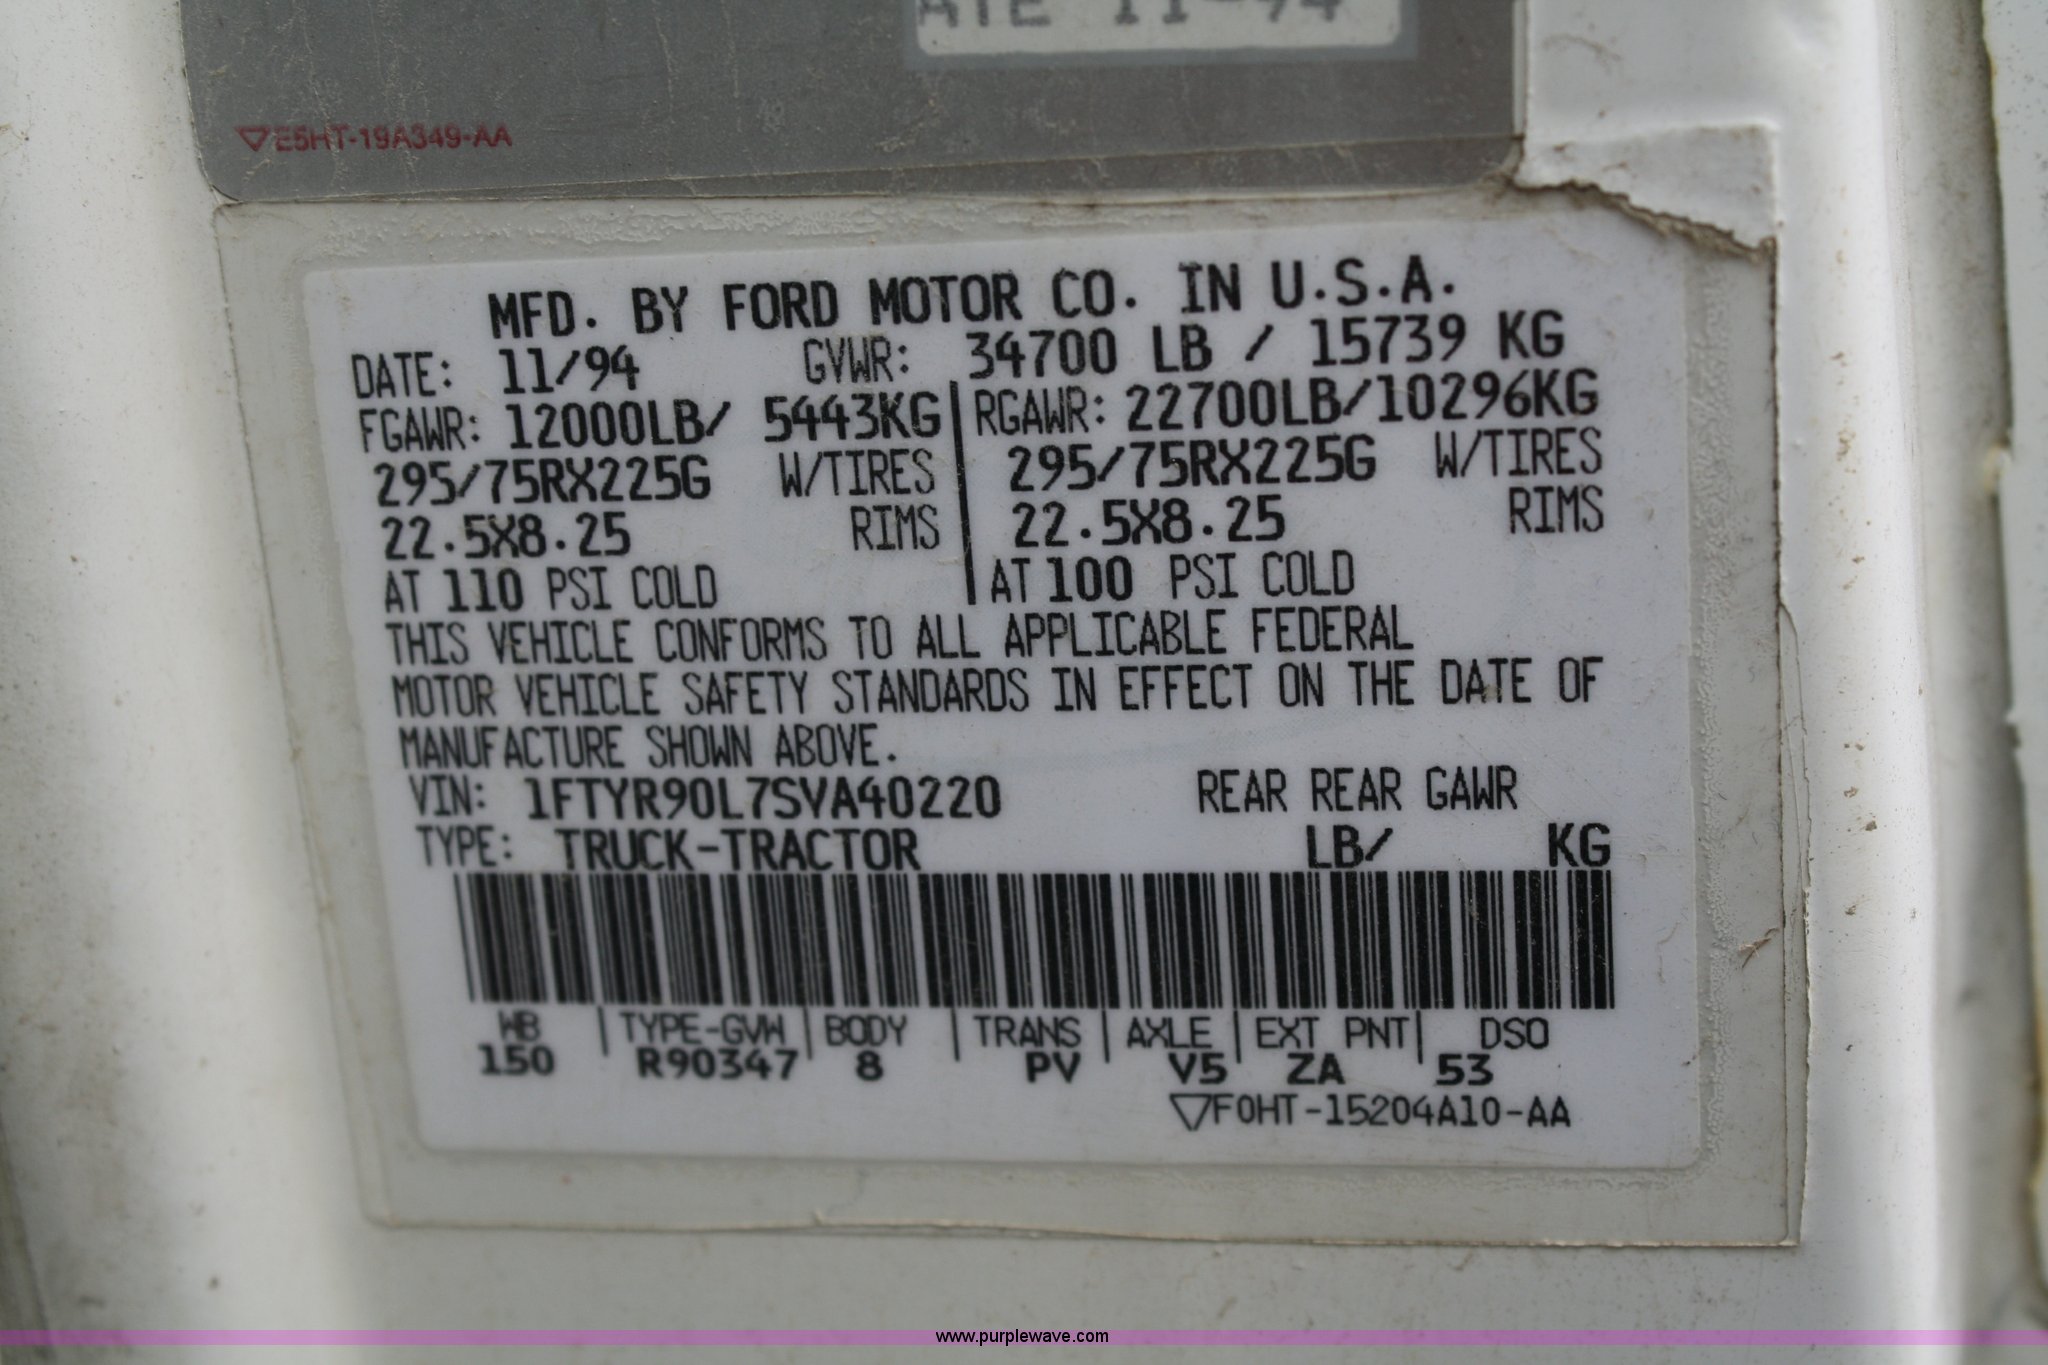 ATE 11-94
▽E5HT-19A349-AA
MFD. BY FORD MOTOR CO. IN U.S.A.
DATE: 11/94 GVWR: 34700 LB / 15739 KG
FGAWR: 12000LB/ 5443KG RGAWR: 22700LB/10296KG
295/75RX225G W/TIRES 295/75RX225G W/TIRES
22.5X8.25 RIMS 22.5X8.25 RIMS
AT 110 PSI COLD AT 100 PSI COLD
THIS VEHICLE CONFORMS TO ALL APPLICABLE FEDERAL
MOTOR VEHICLE SAFETY STANDARDS IN EFFECT ON THE DATE OF
MANUFACTURE SHOWN ABOVE.
VIN: 1FTYR90L7SVA40220 REAR REAR GAWR
TYPE: TRUCK-TRACTOR LB/ KG
WB TYPE-GVW BODY TRANS AXLE EXT PNT DSO
150 R90347 8 PV V5 ZA 53
▽F0HT-15204A10-AA
www.purplewave.com